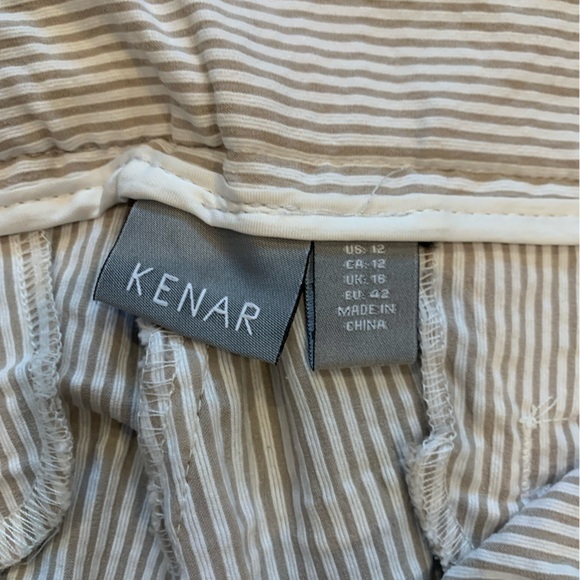 KENAR
US: 12
CA: 12
UK: 16
EU: 42
MADE IN
CHINA